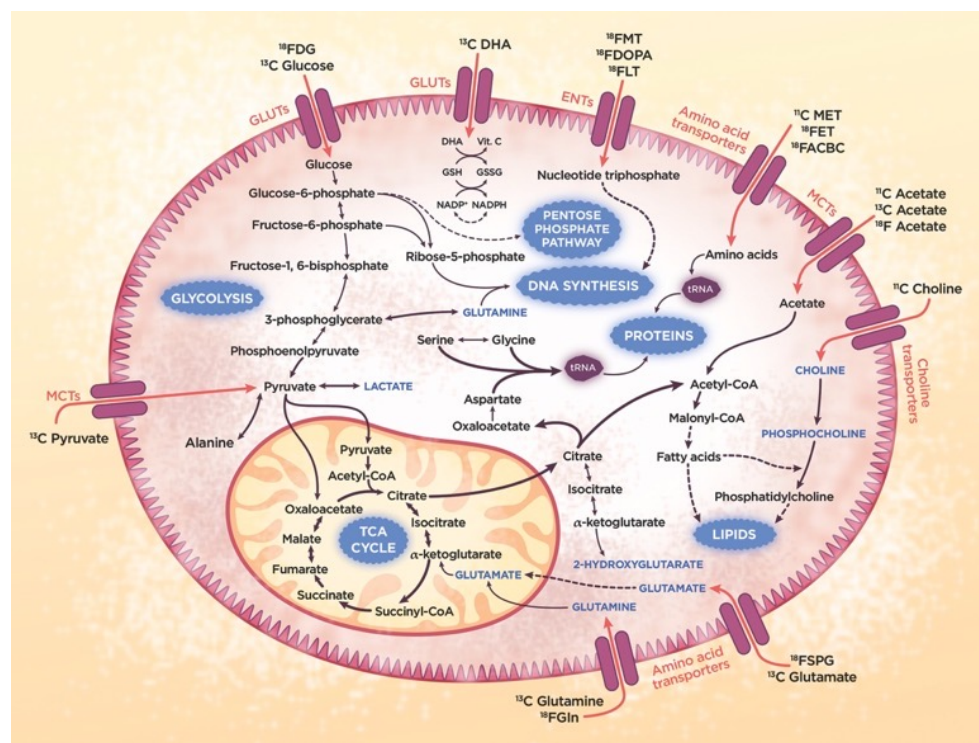 ¹⁸FDG
¹³C Glucose
GLUTs
¹³C DHA
GLUTs
¹⁸FMT
¹⁸FDOPA
¹⁸FLT
ENTs
Amino acid
transporters
¹¹C MET
¹⁸FET
¹⁸FACBC
MCTs
¹¹C Acetate
¹³C Acetate
¹⁸F Acetate
¹¹C Choline
Choline
transporters
Glucose
Glucose-6-phosphate
Fructose-6-phosphate
Fructose-1, 6-bisphosphate
GLYCOLYSIS
3-phosphoglycerate
Phosphoenolpyruvate
Pyruvate
LACTATE
Alanine
MCTs
¹³C Pyruvate
DHA Vit. C
GSH GSSG
NADP⁺ NADPH
PENTOSE
PHOSPHATE
PATHWAY
Ribose-5-phosphate
Nucleotide triphosphate
DNA SYNTHESIS
GLUTAMINE
Amino acids
tRNA
PROTEINS
Serine
Glycine
tRNA
Aspartate
Oxaloacetate
Acetate
Acetyl-CoA
Malonyl-CoA
Fatty acids
CHOLINE
PHOSPHOCHOLINE
Phosphatidylcholine
LIPIDS
Citrate
Isocitrate
α-ketoglutarate
2-HYDROXYGLUTARATE
GLUTAMATE
GLUTAMINE
Pyruvate
Acetyl-CoA
Citrate
Oxaloacetate
Isocitrate
TCA
CYCLE
Malate
α-ketoglutarate
Fumarate
GLUTAMATE
Succinate
Succinyl-CoA
¹³C Glutamine
¹⁸FGln
Amino acid
transporters
¹⁸FSPG
¹³C Glutamate